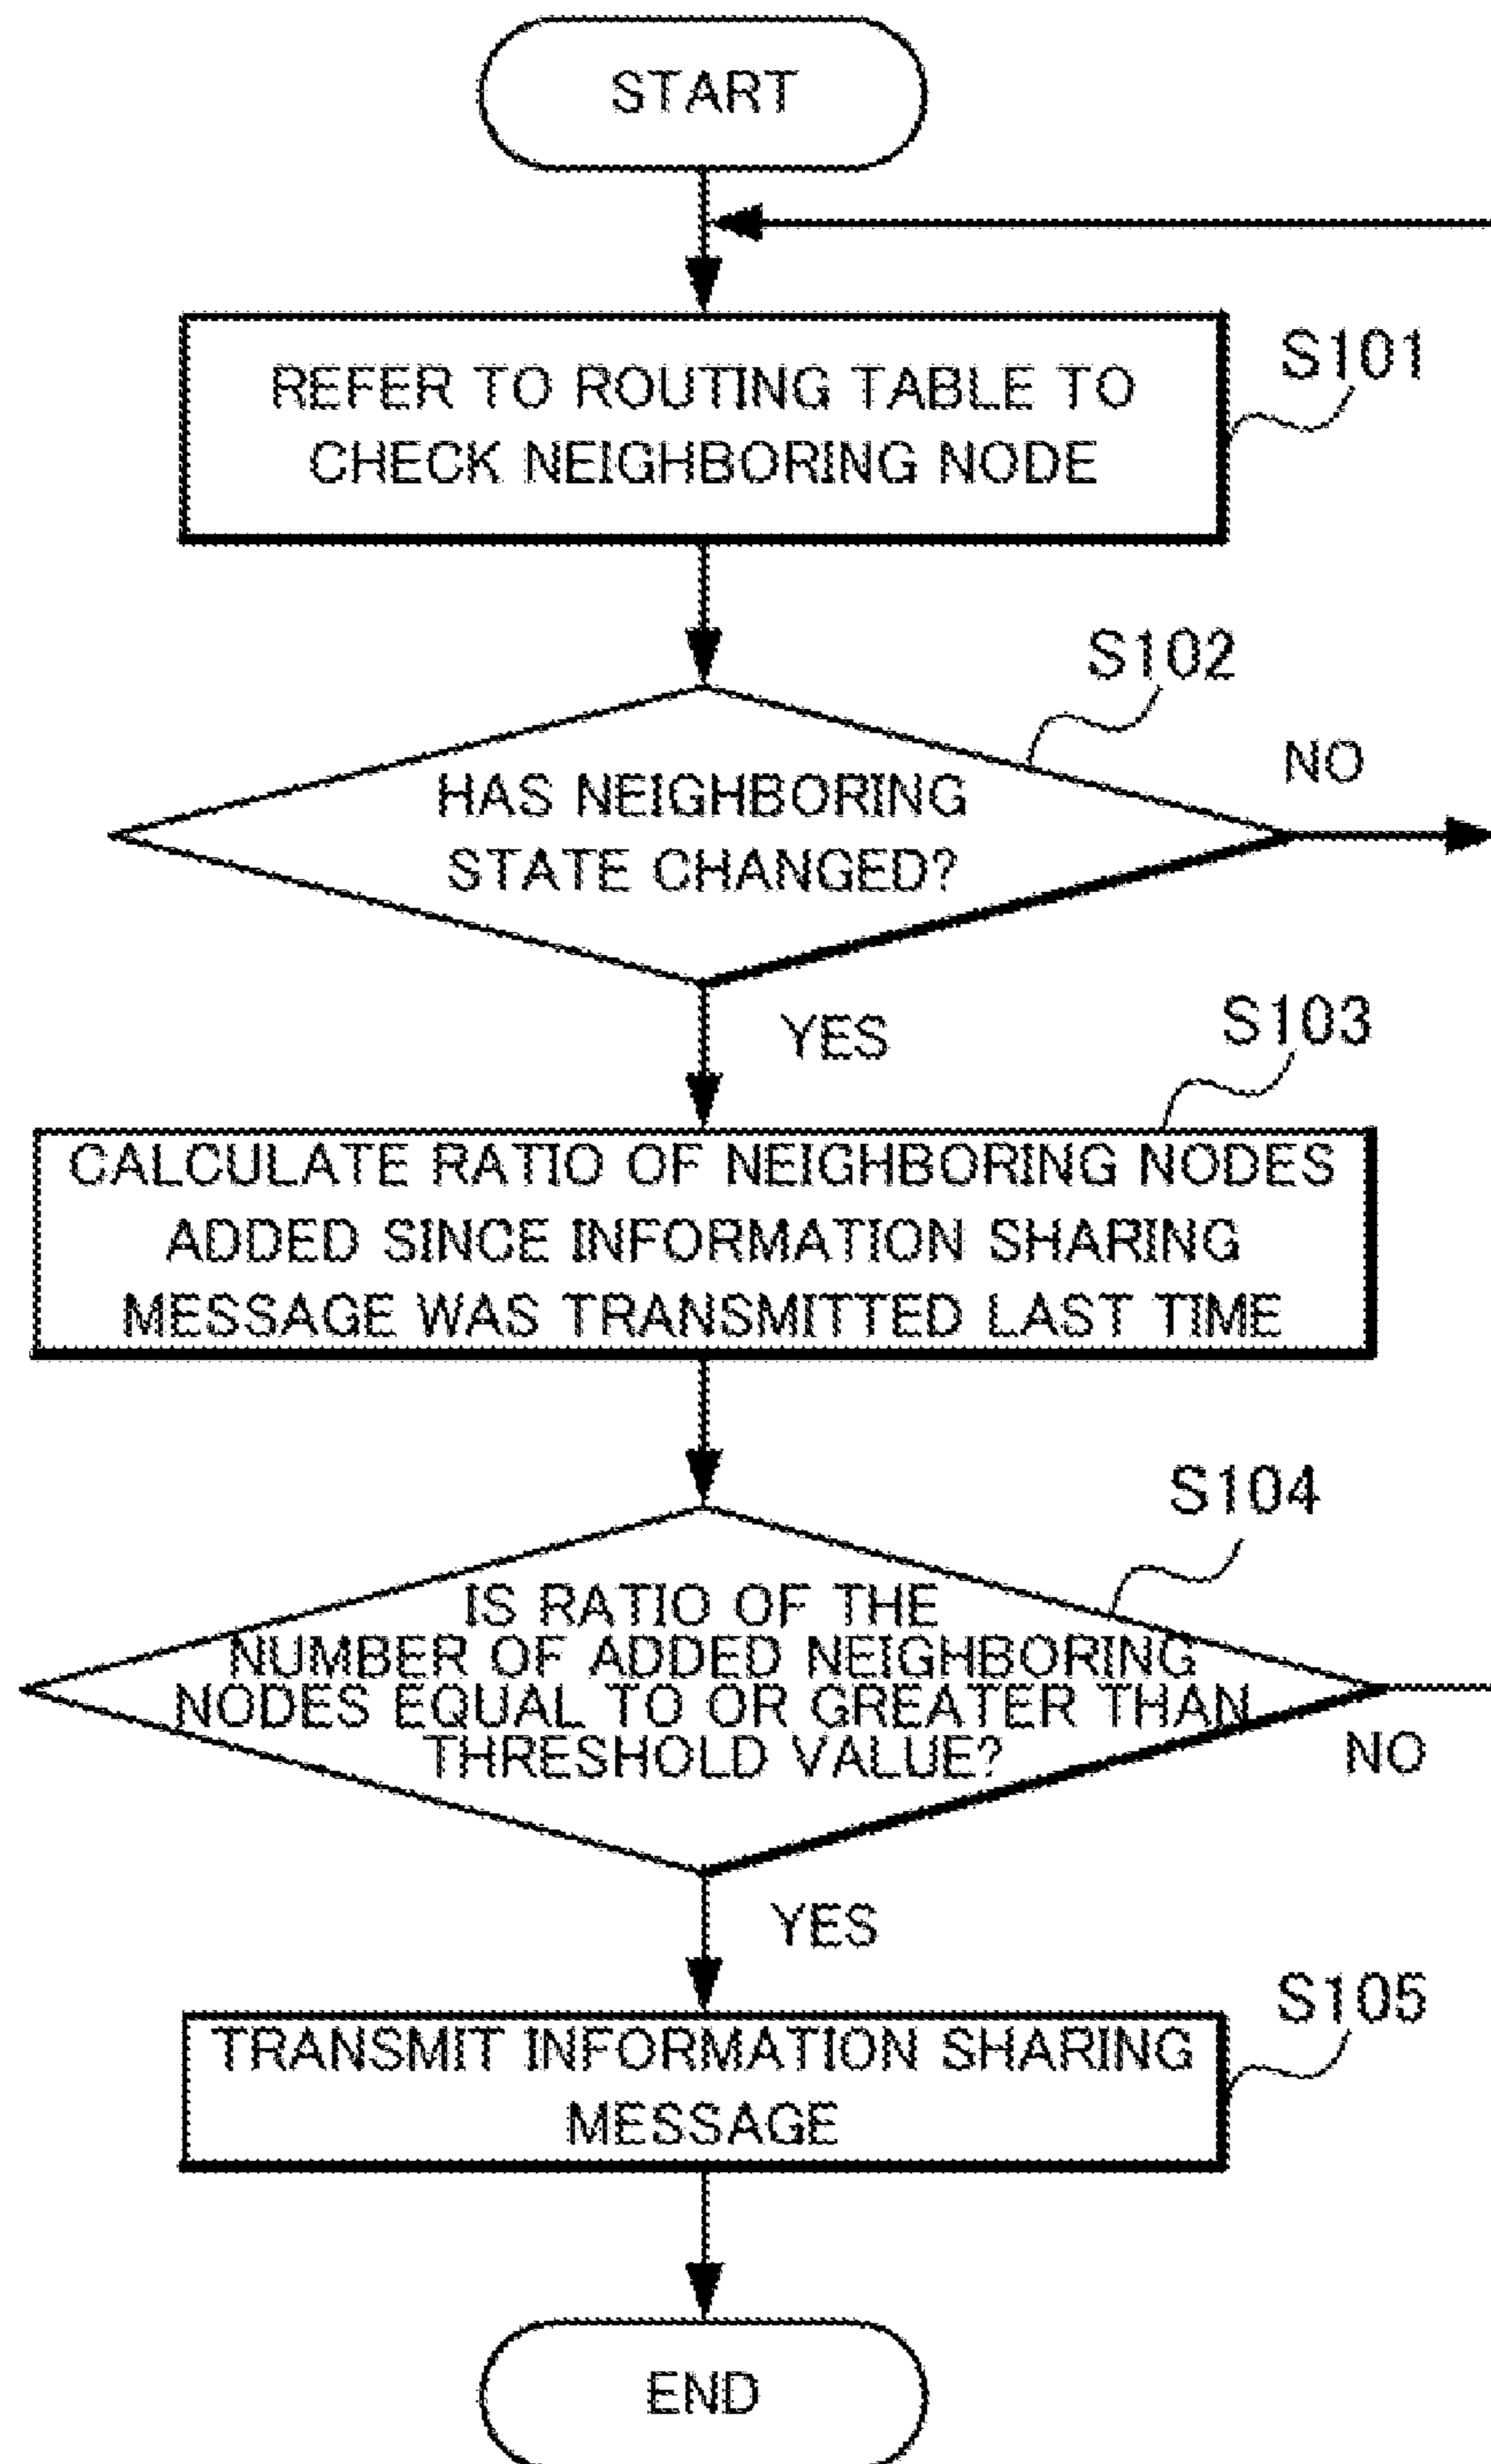 START
REFER TO ROUTING TABLE TO
CHECK NEIGHBORING NODE
S101
S102
HAS NEIGHBORING
STATE CHANGED?
NO
YES
S103
CALCULATE RATIO OF NEIGHBORING NODES
ADDED SINCE INFORMATION SHARING
MESSAGE WAS TRANSMITTED LAST TIME
S104
IS RATIO OF THE
NUMBER OF ADDED NEIGHBORING
NODES EQUAL TO OR GREATER THAN
THRESHOLD VALUE?
NO
YES
S105
TRANSMIT INFORMATION SHARING
MESSAGE
END